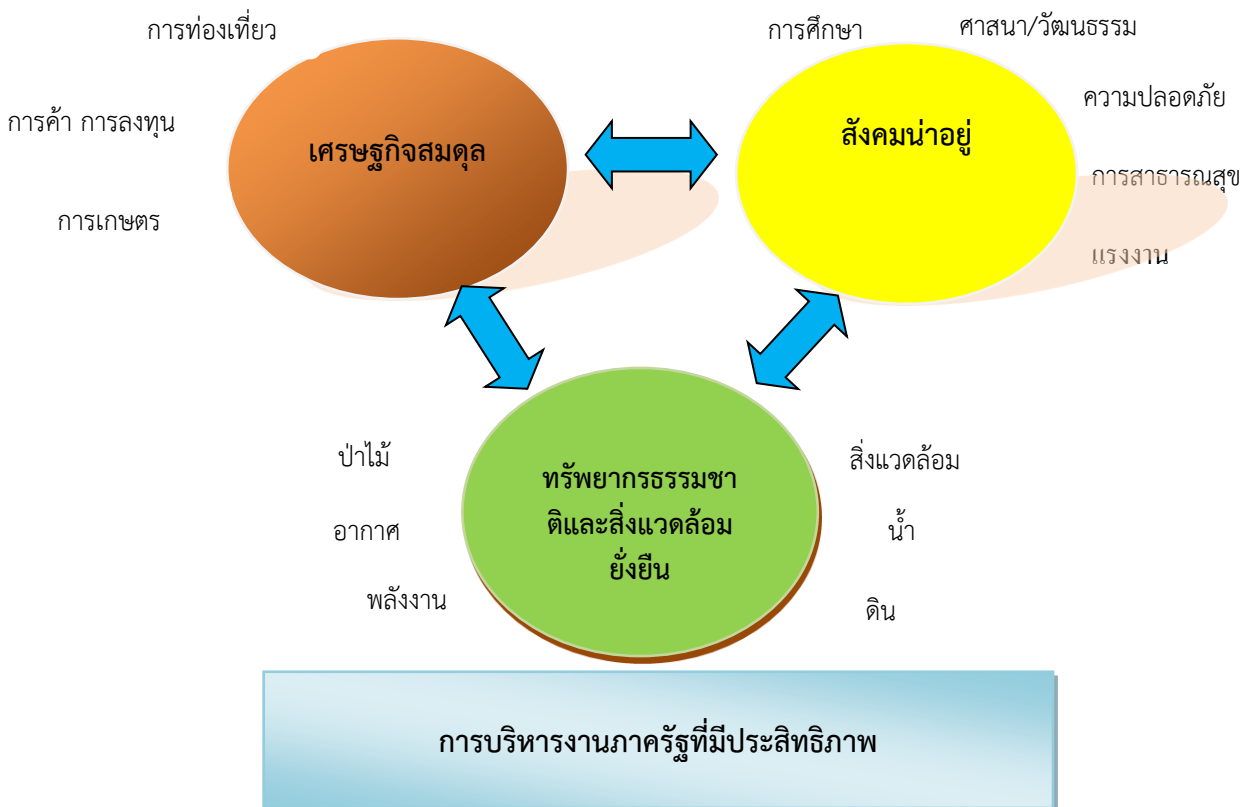 การท่องเที่ยว
การศึกษา
ศาสนา/วัฒนธรรม
ความปลอดภัย
การค้า การลงทุน
เศรษฐกิจสมดุล
สังคมน่าอยู่
การสาธารณสุข
การเกษตร
แรงงาน
ป่าไม้
สิ่งแวดล้อม
ทรัพยากรธรรมชา
ติและสิ่งแวดล้อม
ยั่งยืน
อากาศ
น้ำ
พลังงาน
ดิน
การบริหารงานภาครัฐที่มีประสิทธิภาพ